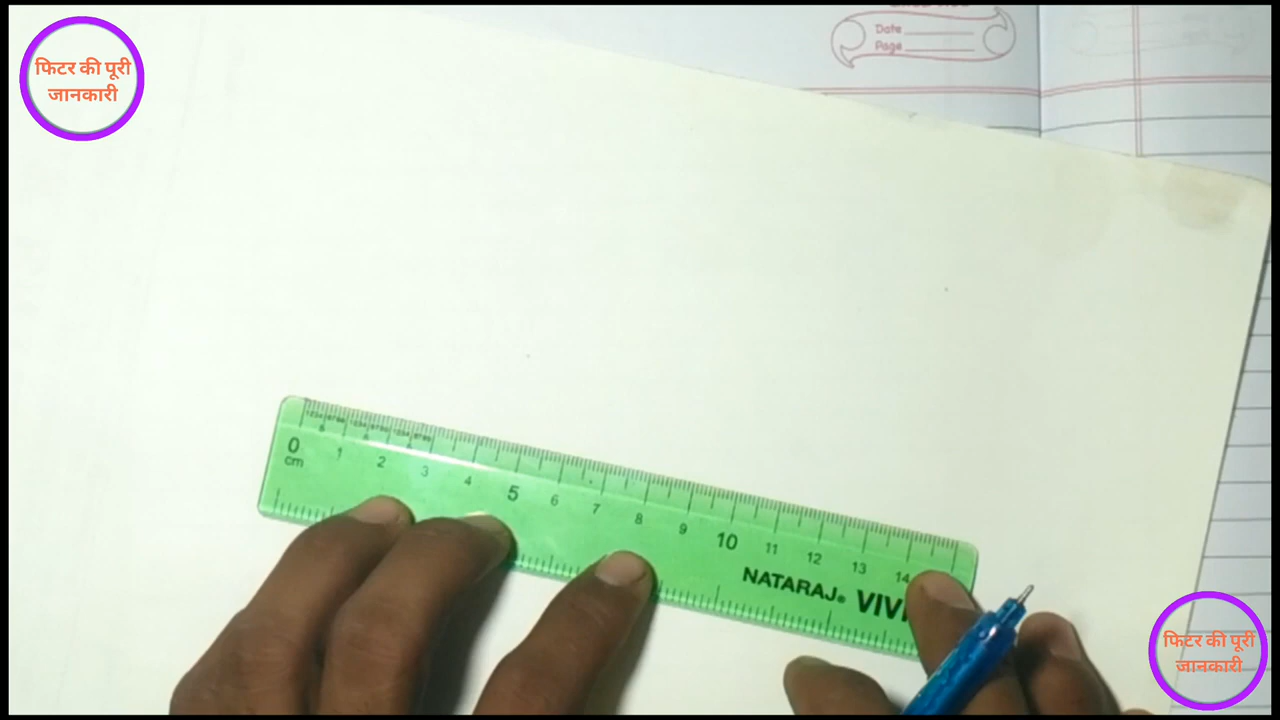 फिटर की पूरी
जानकारी
Date
Page
0 1 2 3 4 5 6 7 8 9 10 11 12 13 14
cm
NATARAJ
फिटर की पूरी
जानकारी